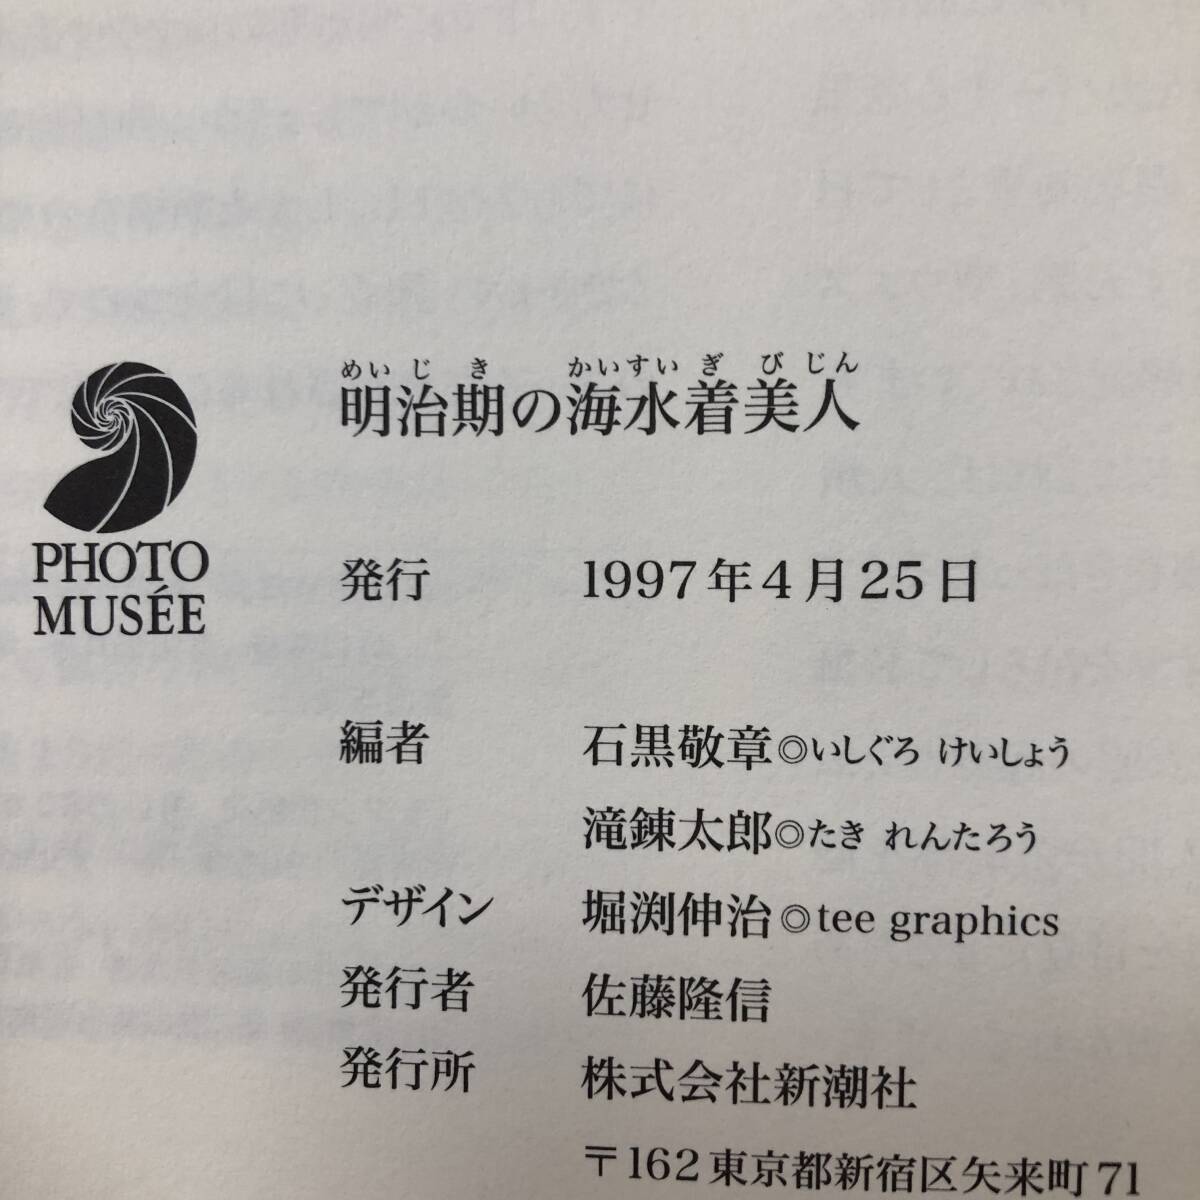 PHOTO
MUSÉE
めいじき かいすいぎびじん
明治期の海水着美人
発行 1997年4月25日
編者 石黒敬章◎いしぐろ けいしょう
滝錬太郎◎たき れんたろう
デザイン 堀渕伸治◎tee graphics
発行者 佐藤隆信
発行所 株式会社新潮社
〒162東京都新宿区矢来町71